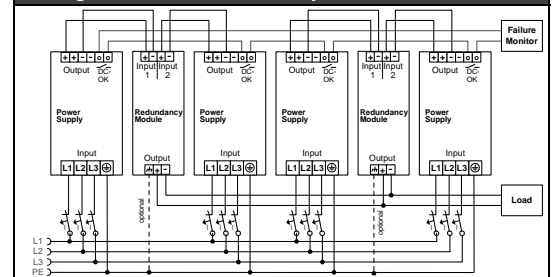 + + - - o o
+ - + -
+ + - - o o
+ + - - o o
+ - + -
+ + - - o o
Failure
Monitor
Output DC-
OK
Input Input
1 2
Output DC-
OK
Output DC-
OK
Input Input
1 2
Output DC-
OK
Power
Supply
Redundancy
Module
Power
Supply
Power
Supply
Redundancy
Module
Power
Supply
Input
L1 L2 L3
Output
+ -
Input
L1 L2 L3
Input
L1 L2 L3
Output
+ -
Input
L1 L2 L3
Load
optional
optional
L1
L2
L3
PE